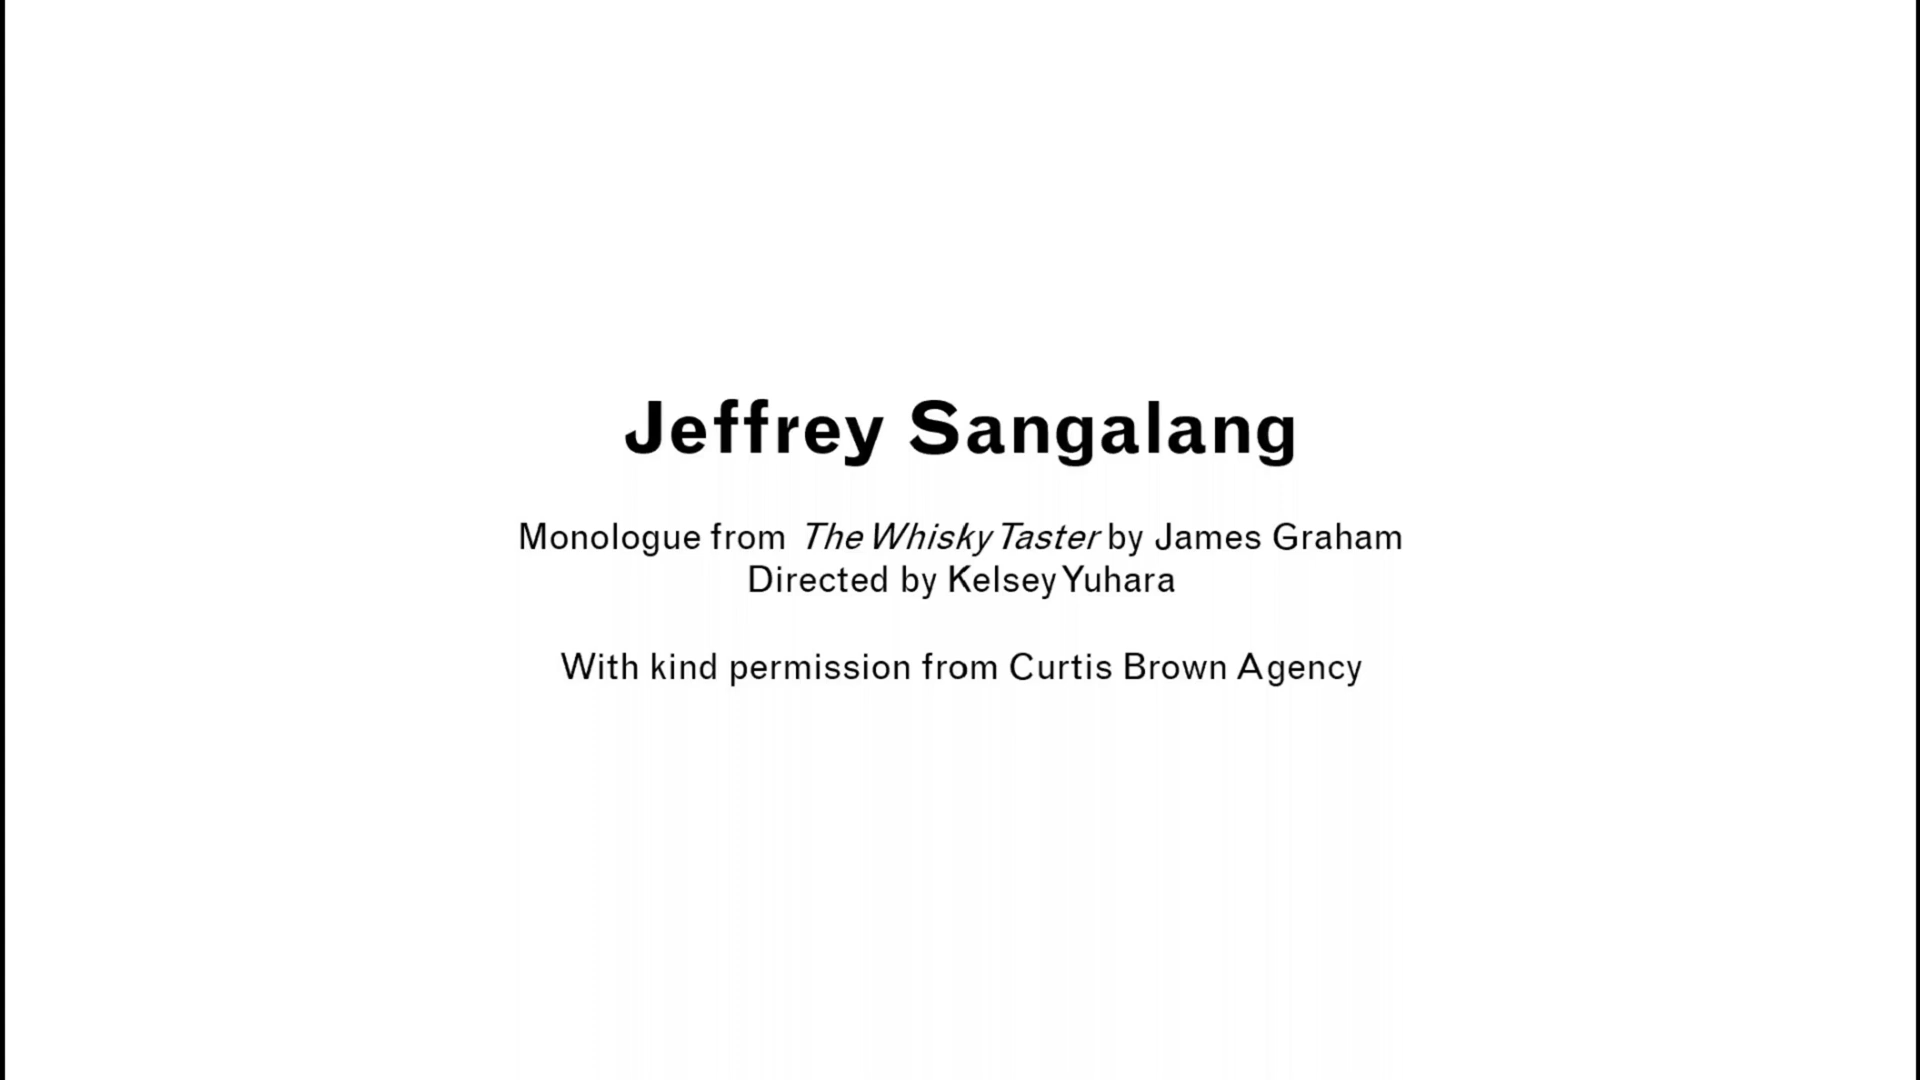 Jeffrey Sangalang
Monologue from The Whisky Taster by James Graham
Directed by Kelsey Yuhara
With kind permission from Curtis Brown Agency